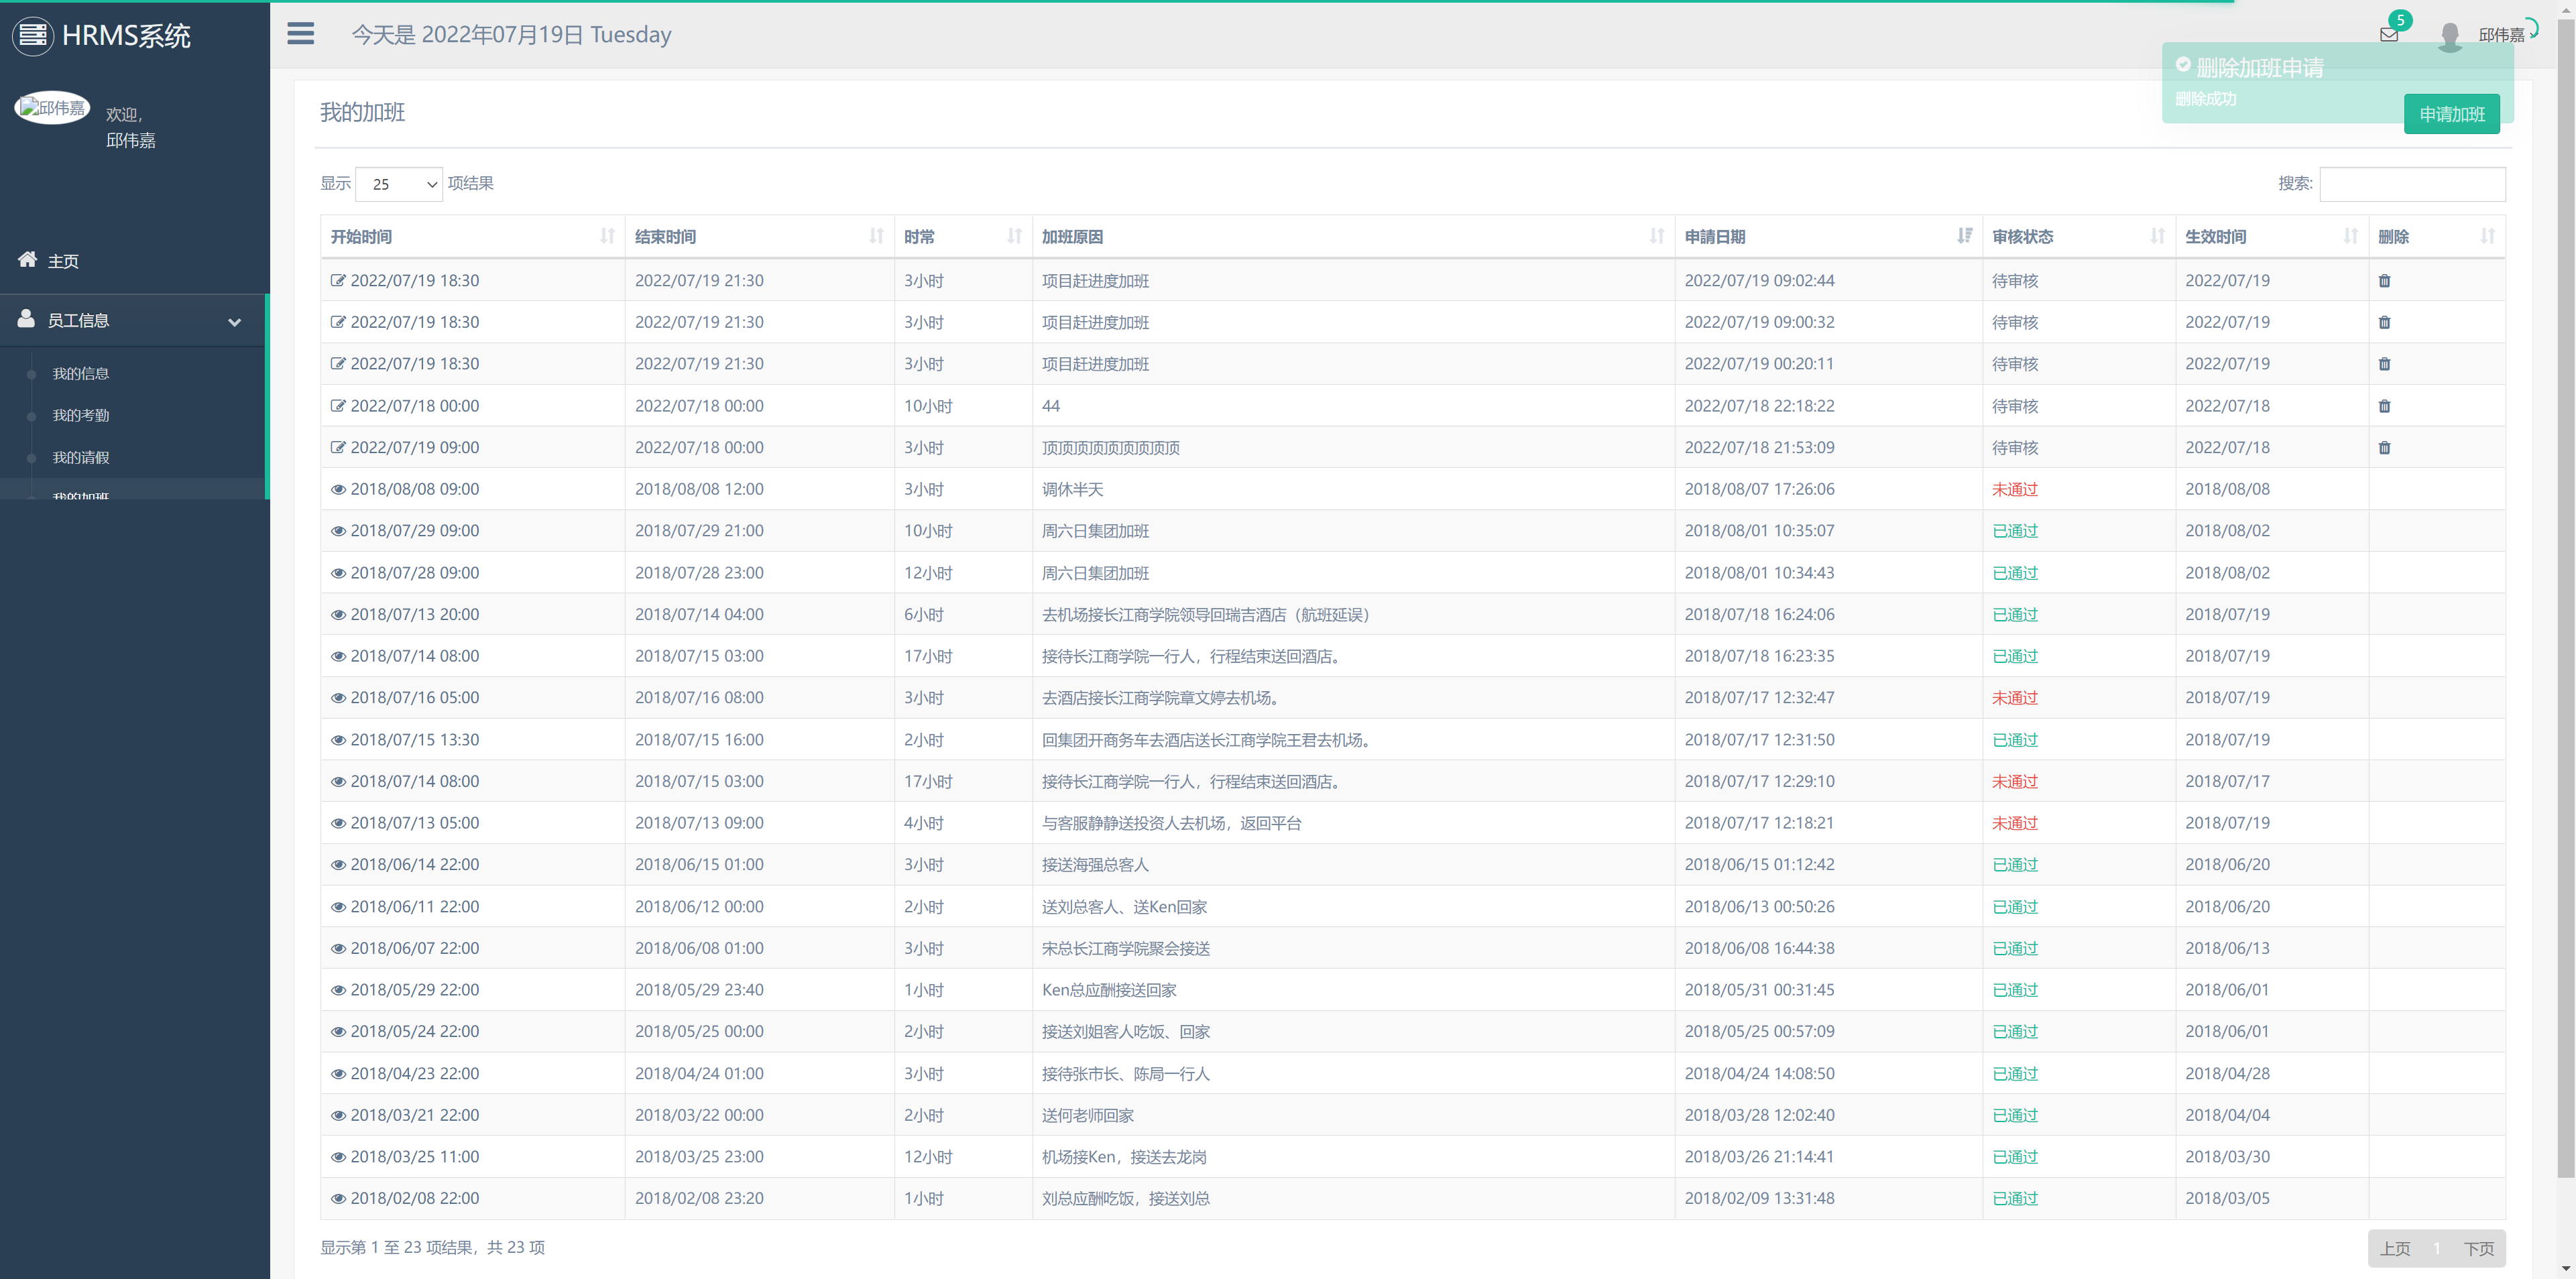 HRMS系统
今天是 2022年07月19日 Tuesday
5
邱伟嘉
删除加班申请
删除成功
邱伟嘉
欢迎,
邱伟嘉
主页
员工信息
我的信息
我的考勤
我的请假
我的加班
我的加班
申请加班
显示 25 项结果
搜索:
开始时间 结束时间 时常 加班原因 申請日期 审核状态 生效时间 删除
2022/07/19 18:30 2022/07/19 21:30 3小时 项目赶进度加班 2022/07/19 09:02:44 待审核 2022/07/19
2022/07/19 18:30 2022/07/19 21:30 3小时 项目赶进度加班 2022/07/19 09:00:32 待审核 2022/07/19
2022/07/19 18:30 2022/07/19 21:30 3小时 项目赶进度加班 2022/07/19 00:20:11 待审核 2022/07/19
2022/07/18 00:00 2022/07/18 00:00 10小时 44 2022/07/18 22:18:22 待审核 2022/07/18
2022/07/19 09:00 2022/07/18 00:00 3小时 顶顶顶顶顶顶顶顶顶 2022/07/18 21:53:09 待审核 2022/07/18
2018/08/08 09:00 2018/08/08 12:00 3小时 调休半天 2018/08/07 17:26:06 未通过 2018/08/08
2018/07/29 09:00 2018/07/29 21:00 10小时 周六日集团加班 2018/08/01 10:35:07 已通过 2018/08/02
2018/07/28 09:00 2018/07/28 23:00 12小时 周六日集团加班 2018/08/01 10:34:43 已通过 2018/08/02
2018/07/13 20:00 2018/07/14 04:00 6小时 去机场接长江商学院领导回瑞吉酒店（航班延误） 2018/07/18 16:24:06 已通过 2018/07/19
2018/07/14 08:00 2018/07/15 03:00 17小时 接待长江商学院一行人，行程结束送回酒店。 2018/07/18 16:23:35 已通过 2018/07/19
2018/07/16 05:00 2018/07/16 08:00 3小时 去酒店接长江商学院章文婷去机场。 2018/07/17 12:32:47 未通过 2018/07/19
2018/07/15 13:30 2018/07/15 16:00 2小时 回集团开商务车去酒店送长江商学院王君去机场。 2018/07/17 12:31:50 已通过 2018/07/19
2018/07/14 08:00 2018/07/15 03:00 17小时 接待长江商学院一行人，行程结束送回酒店。 2018/07/17 12:29:10 未通过 2018/07/17
2018/07/13 05:00 2018/07/13 09:00 4小时 与客服静静送投资人去机场，返回平台 2018/07/17 12:18:21 未通过 2018/07/19
2018/06/14 22:00 2018/06/15 01:00 3小时 接送海强总客人 2018/06/15 01:12:42 已通过 2018/06/20
2018/06/11 22:00 2018/06/12 00:00 2小时 送刘总客人、送Ken回家 2018/06/13 00:50:26 已通过 2018/06/20
2018/06/07 22:00 2018/06/08 01:00 3小时 宋总长江商学院聚会接送 2018/06/08 16:44:38 已通过 2018/06/13
2018/05/29 22:00 2018/05/29 23:40 1小时 Ken总应酬接送回家 2018/05/31 00:31:45 已通过 2018/06/01
2018/05/24 22:00 2018/05/25 00:00 2小时 接送刘姐客人吃饭、回家 2018/05/25 00:57:09 已通过 2018/06/01
2018/04/23 22:00 2018/04/24 01:00 3小时 接待张市长、陈局一行人 2018/04/24 14:08:50 已通过 2018/04/28
2018/03/21 22:00 2018/03/22 00:00 2小时 送何老师回家 2018/03/28 12:02:40 已通过 2018/04/04
2018/03/25 11:00 2018/03/25 23:00 12小时 机场接Ken，接送去龙岗 2018/03/26 21:14:41 已通过 2018/03/30
2018/02/08 22:00 2018/02/08 23:20 1小时 刘总应酬吃饭，接送刘总 2018/02/09 13:31:48 已通过 2018/03/05
显示第 1 至 23 项结果，共 23 项
上页 1 下页